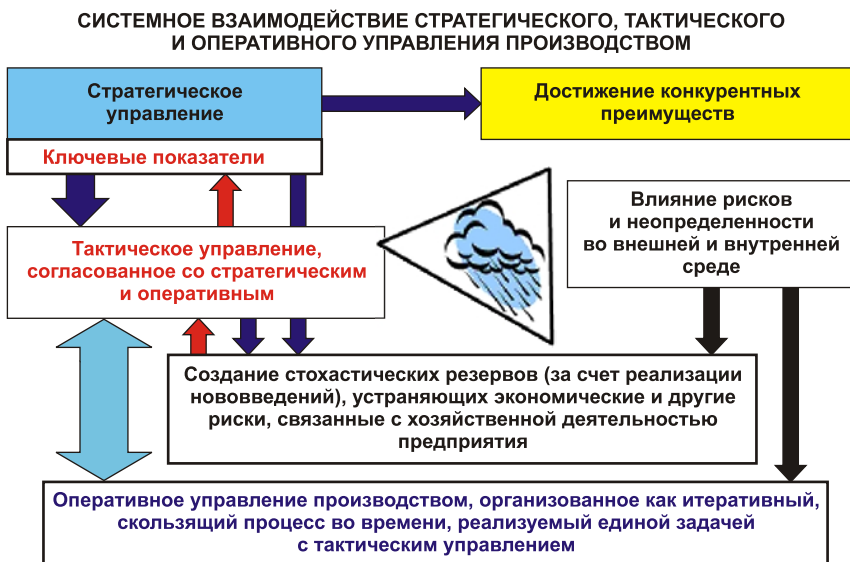 СИСТЕМНОЕ ВЗАИМОДЕЙСТВИЕ СТРАТЕГИЧЕСКОГО, ТАКТИЧЕСКОГО
И ОПЕРАТИВНОГО УПРАВЛЕНИЯ ПРОИЗВОДСТВОМ
Стратегическое
управление
Достижение конкурентных
преимуществ
Ключевые показатели
Влияние рисков
и неопределенности
во внешней и внутренней
среде
Тактическое управление,
согласованное со стратегическим
и оперативным
Создание стохастических резервов (за счет реализации
нововведений), устраняющих экономические и другие
риски, связанные с хозяйственной деятельностью
предприятия
Оперативное управление производством, организованное как итеративный,
скользящий процесс во времени, реализуемый единой задачей
с тактическим управлением